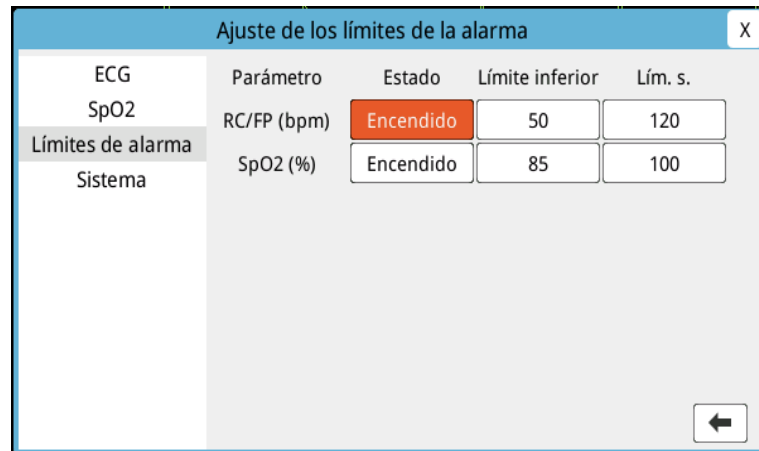 Ajuste de los límites de la alarma X
ECG
SpO2
Límites de alarma
Sistema
Parámetro Estado Límite inferior Lím. s.
RC/FP (bpm) Encendido 50 120
SpO2 (%) Encendido 85 100